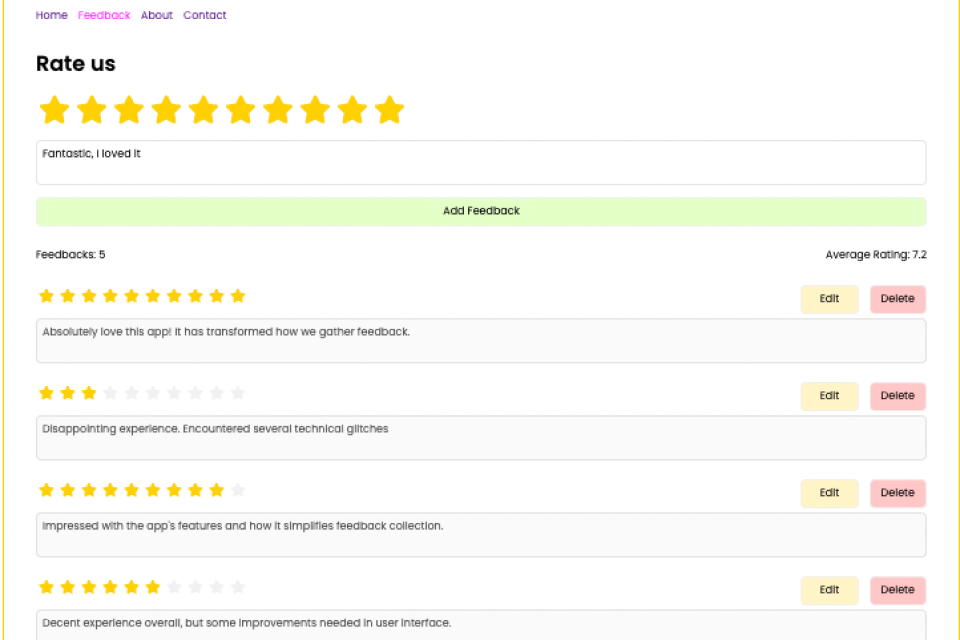 Home Feedback About Contact
Rate us
Fantastic, I loved it
Add Feedback
Feedbacks: 5 Average Rating: 7.2
Edit Delete
Absolutely love this app! It has transformed how we gather feedback.
Edit Delete
Disappointing experience. Encountered several technical glitches
Edit Delete
Impressed with the app's features and how it simplifies feedback collection.
Edit Delete
Decent experience overall, but some improvements needed in user interface.